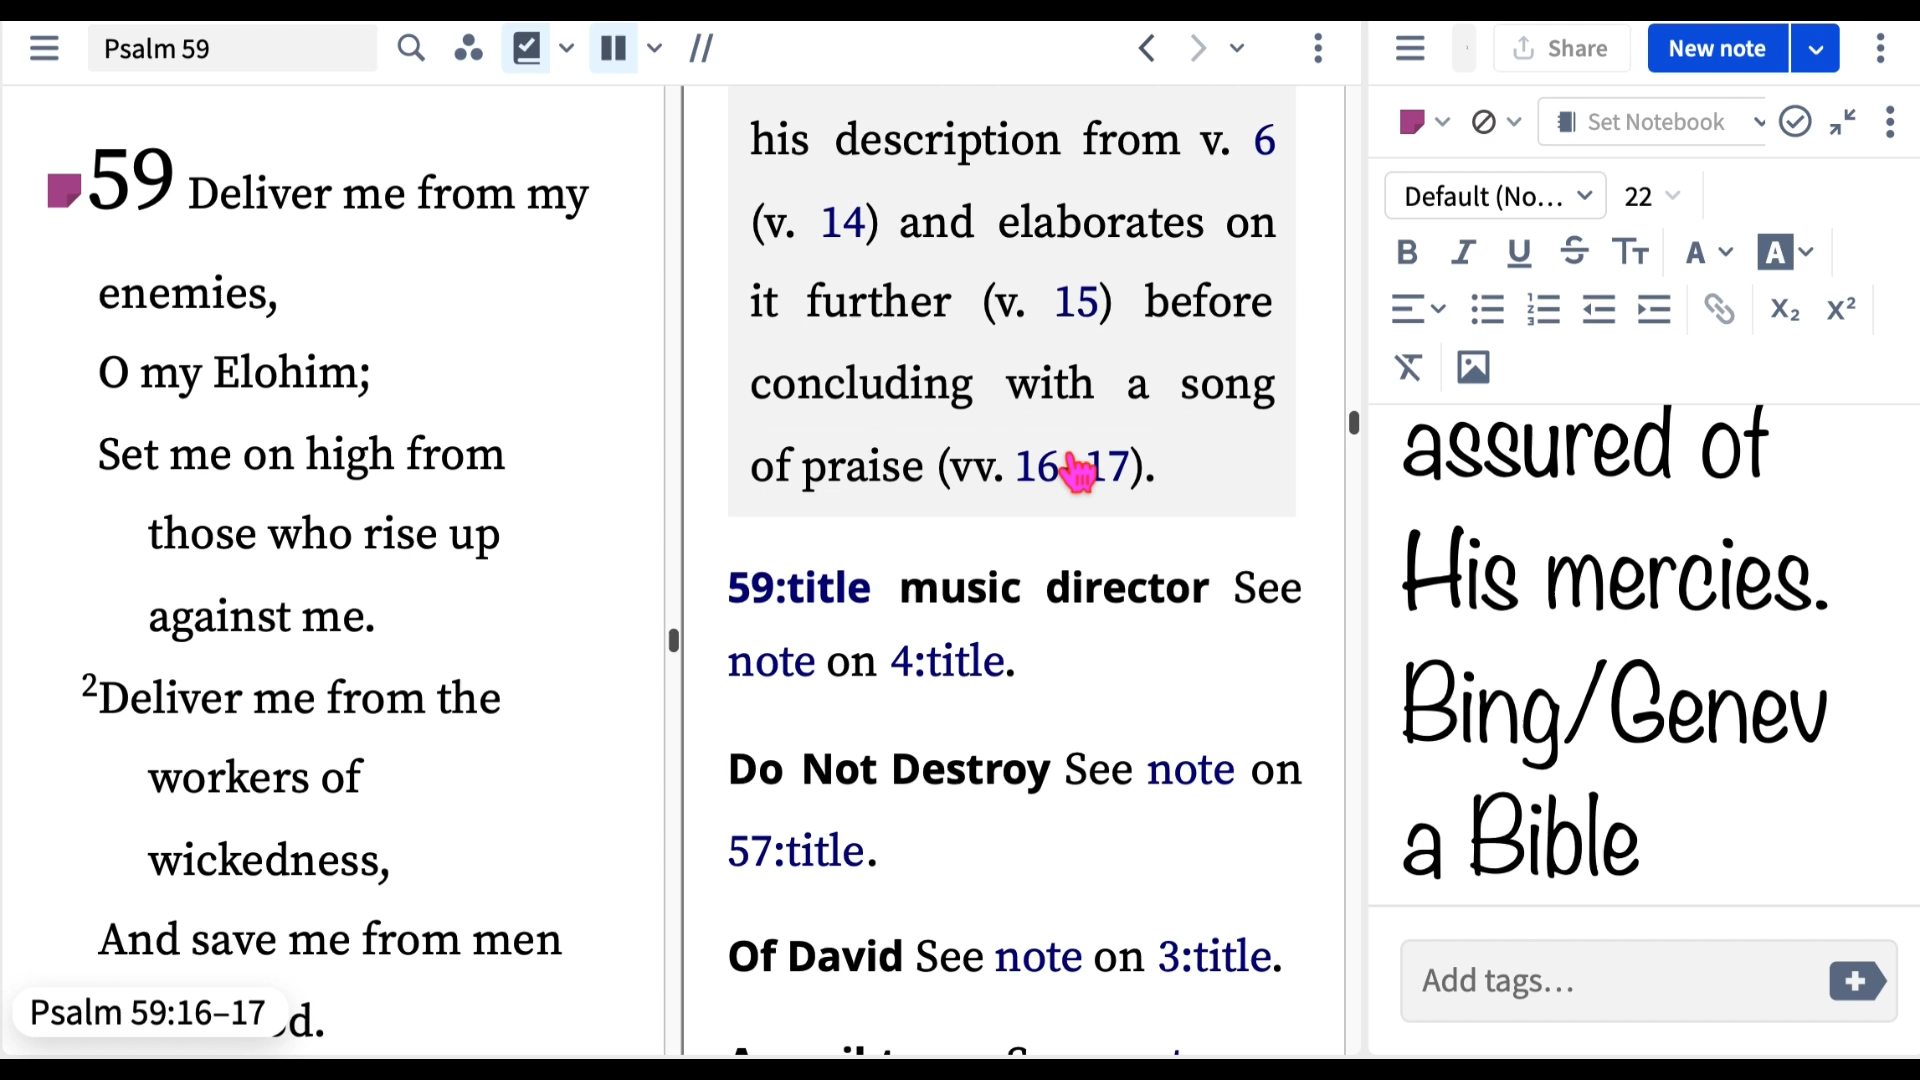 Psalm 59
Share
New note
Set Notebook
Default (No...
22
59 Deliver me from my
enemies,
O my Elohim;
Set me on high from
those who rise up
against me.
2Deliver me from the
workers of
wickedness,
And save me from men
d.
Psalm 59:16–17
his description from v. 6
(v. 14) and elaborates on
it further (v. 15) before
concluding with a song
of praise (vv. 16–17).
59:title music director See
note on 4:title.
Do Not Destroy See note on
57:title.
Of David See note on 3:title.
assured of
His mercies.
Bing/Genev
a Bible
Add tags...